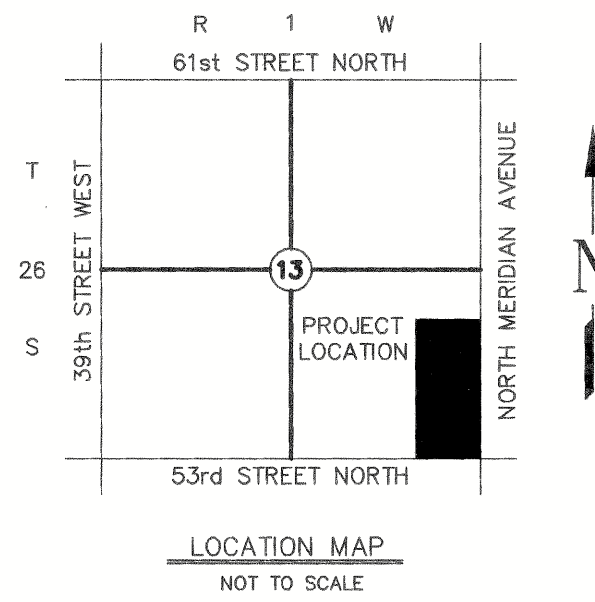 R 1 W
61st STREET NORTH
T
26
S
39th STREET WEST
13
NORTH MERIDIAN AVENUE
N
PROJECT
LOCATION
53rd STREET NORTH
LOCATION MAP
NOT TO SCALE